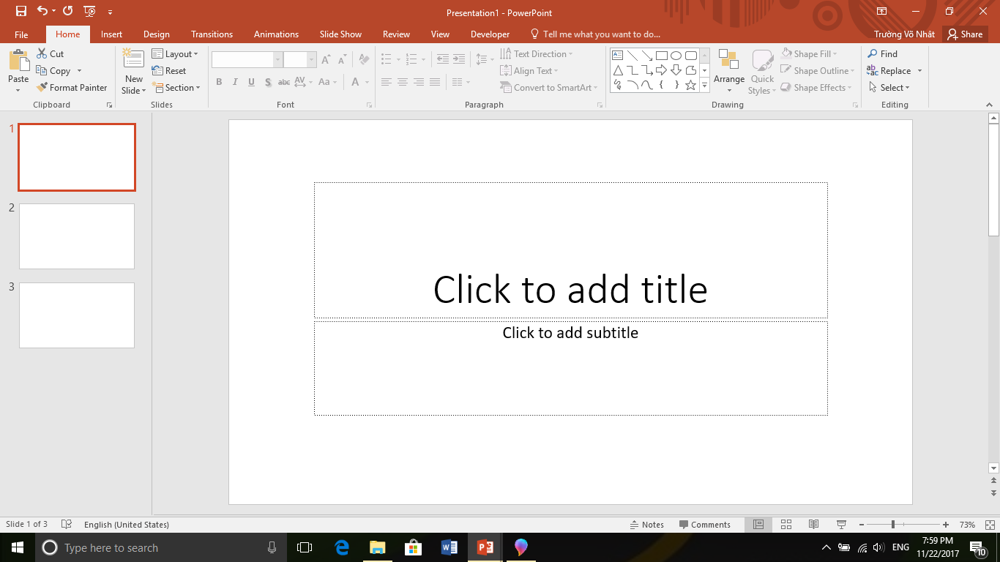 Presentation1 - PowerPoint
File Home Insert Design Transitions Animations Slide Show Review View Developer Tell me what you want to do... Trường Võ Nhât Share
Paste Cut Copy Format Painter
Clipboard
New Slide Layout Reset Section
Slides
B I U S abc AV Aa A
Font
Text Direction
Align Text
Convert to SmartArt
Paragraph
Arrange Quick Styles
Shape Fill
Shape Outline
Shape Effects
Drawing
Find
Replace
Select
Editing
1
2
3
Click to add title
Click to add subtitle
Slide 1 of 3 English (United States) Notes Comments 73%
Type here to search
ENG 7:59 PM
11/22/2017
10